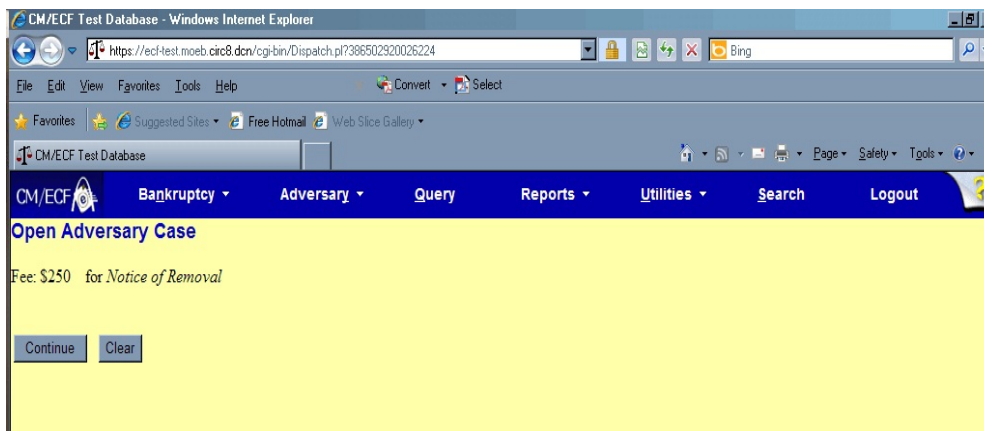 CM/ECF Test Database - Windows Internet Explorer
https://ecf-test.moeb.circ8.dcn/cgi-bin/Dispatch.pl?386502920026224
Bing
File Edit View Favorites Tools Help
Convert Select
Favorites Suggested Sites Free Hotmail Web Slice Gallery
CM/ECF Test Database
Page Safety Tools
CM/ECF Bankruptcy Adversary Query Reports Utilities Search Logout ?
Open Adversary Case
Fee: $250 for Notice of Removal
Continue Clear